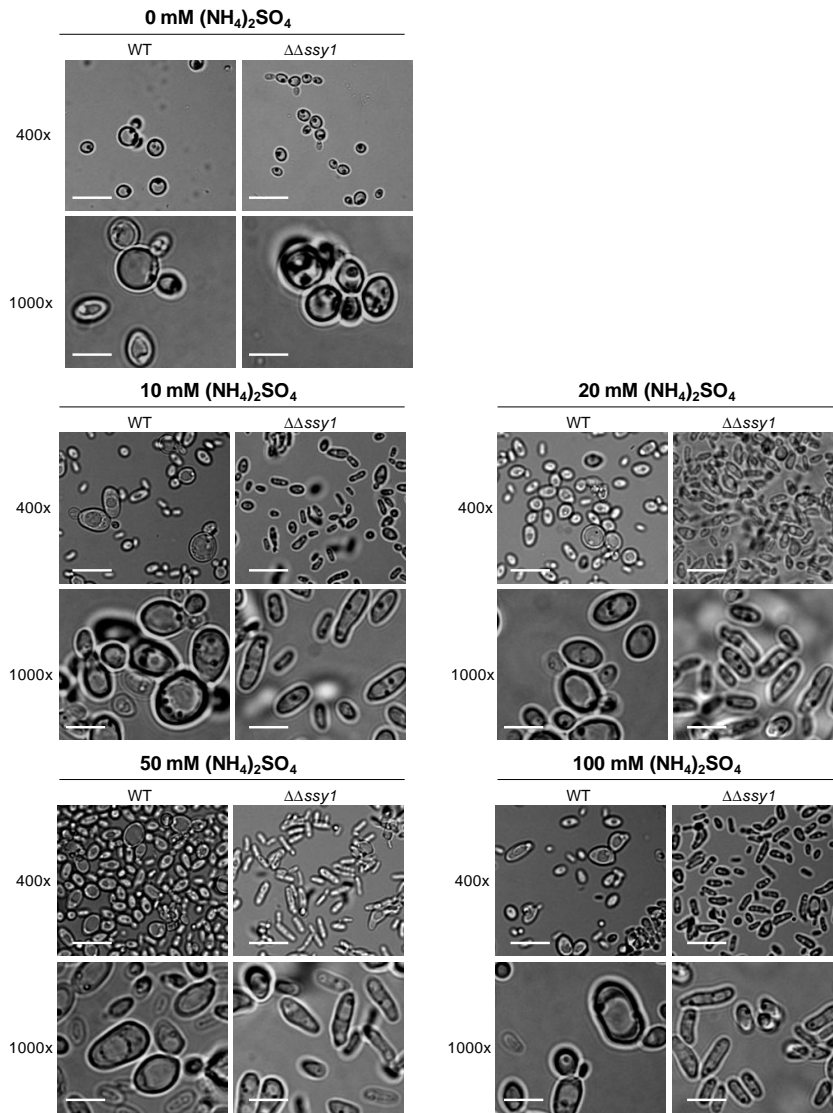 0 mM (NH₄)₂SO₄
WT ΔΔssy1
400x
1000x
10 mM (NH₄)₂SO₄ 20 mM (NH₄)₂SO₄
WT ΔΔssy1 WT ΔΔssy1
400x 400x
1000x 1000x
50 mM (NH₄)₂SO₄ 100 mM (NH₄)₂SO₄
WT ΔΔssy1 WT ΔΔssy1
400x 400x
1000x 1000x